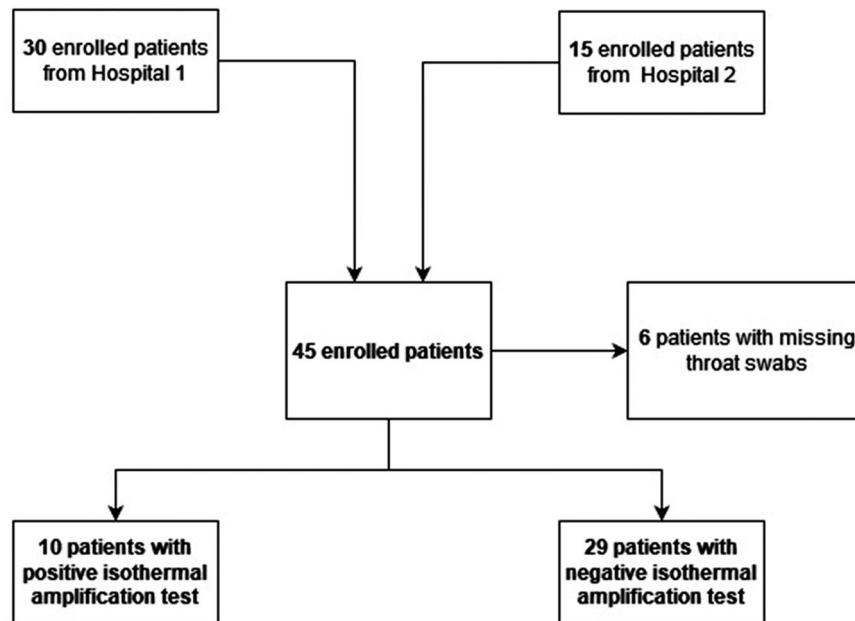 30 enrolled patients
from Hospital 1
15 enrolled patients
from Hospital 2
45 enrolled patients
6 patients with missing
throat swabs
10 patients with
positive isothermal
amplification test
29 patients with
negative isothermal
amplification test